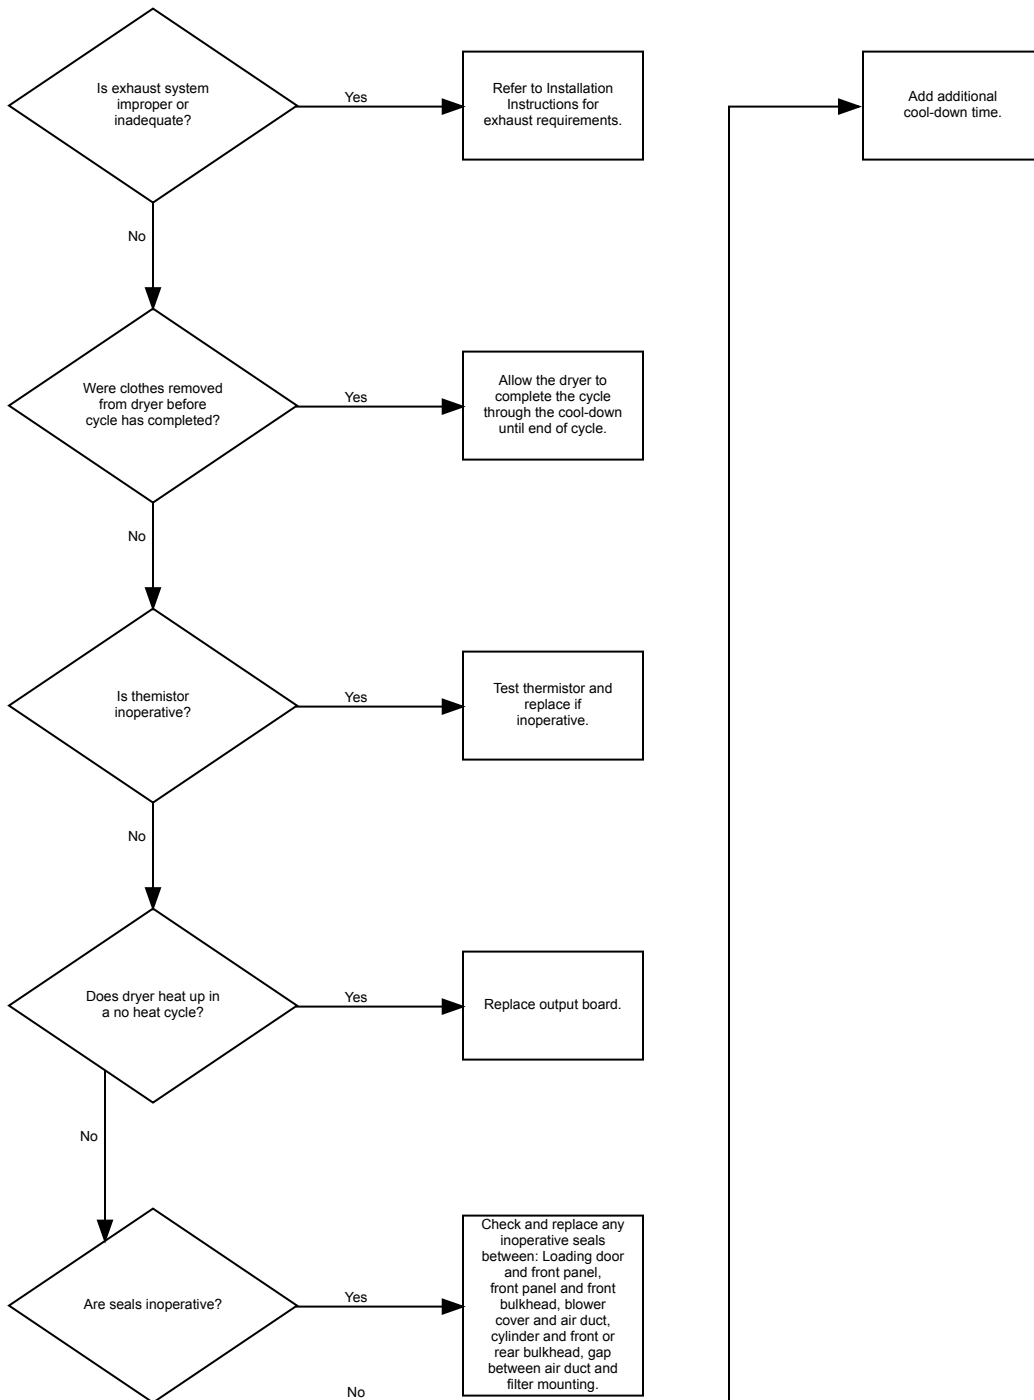 Is exhaust system
improper or
inadequate?
Yes
Refer to Installation
Instructions for
exhaust requirements.
Add additional
cool-down time.
No
Were clothes removed
from dryer before
cycle has completed?
Yes
Allow the dryer to
complete the cycle
through the cool-down
until end of cycle.
No
Is themistor
inoperative?
Yes
Test thermistor and
replace if
inoperative.
No
Does dryer heat up in
a no heat cycle?
Yes
Replace output board.
No
Are seals inoperative?
Yes
Check and replace any
inoperative seals
between: Loading door
and front panel,
front panel and front
bulkhead, blower
cover and air duct,
cylinder and front or
rear bulkhead, gap
between air duct and
filter mounting.
No